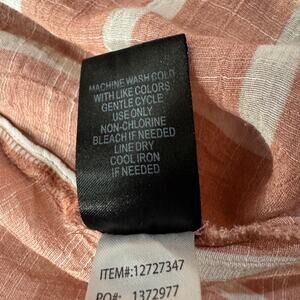 MACHINE WASH COLD
WITH LIKE COLORS
GENTLE CYCLE
USE ONLY
NON-CHLORINE
BLEACH IF NEEDED
LINE DRY
COOL IRON
IF NEEDED
ITEM#:12727347
PO#: 1372977